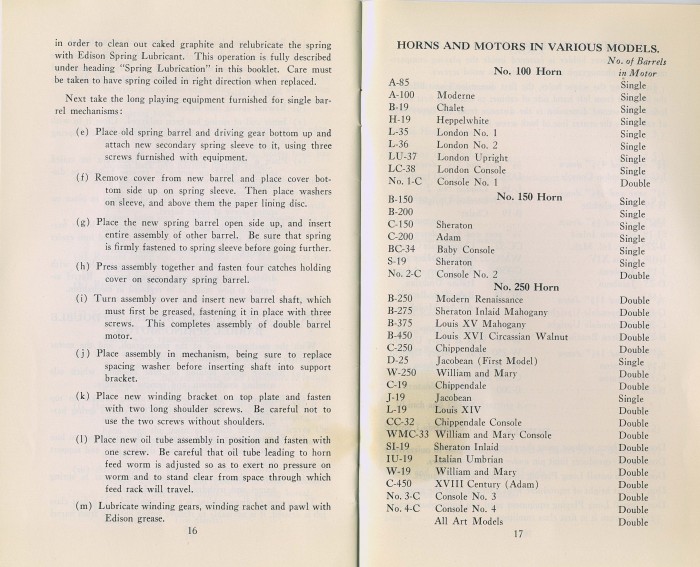 in order to clean out caked graphite and relubricate the spring
with Edison Spring Lubricant. This operation is fully described
under heading "Spring Lubrication" in this booklet. Care must
be taken to have spring coiled in right direction when replaced.
Next take the long playing equipment furnished for single bar-
rel mechanisms:
(e) Place old spring barrel and driving gear bottom up and
attach new secondary spring sleeve to it, using three
screws furnished with equipment.
(f) Remove cover from new barrel and place cover bot-
tom side up on spring sleeve. Then place washers
on sleeve, and above them the paper lining disc.
(g) Place the new spring barrel open side up, and insert
entire assembly of other barrel. Be sure that spring
is firmly fastened to spring sleeve before going further.
(h) Press assembly together and fasten four catches holding
cover on secondary spring barrel.
(i) Turn assembly over and insert new barrel shaft, which
must first be greased, fastening it in place with three
screws. This completes assembly of double barrel
motor.
(j) Place assembly in mechanism, being sure to replace
spacing washer before inserting shaft into support
bracket.
(k) Place new winding bracket on top plate and fasten
with two long shoulder screws. Be careful not to
use the two screws without shoulders.
(l) Place new oil tube assembly in position and fasten with
one screw. Be careful that oil tube leading to horn
feed worm is adjusted so as to exert no pressure on
worm and to stand clear from space through which
feed rack will travel.
(m) Lubricate winding gears, winding rachet and pawl with
Edison grease.
16
HORNS AND MOTORS IN VARIOUS MODELS.
No. of Barrels
No. 100 Horn in Motor
A-85 Single
A-100 Moderne Single
B-19 Chalet Single
H-19 Heppelwhite Single
L-35 London No. 1 Single
L-36 London No. 2 Single
LU-37 London Upright Single
LC-38 London Console Single
No. 1-C Console No. 1 Double
No. 150 Horn
B-150 Single
B-200 Single
C-150 Sheraton Single
C-200 Adam Single
BC-34 Baby Console Single
S-19 Sheraton Single
No. 2-C Console No. 2 Double
No. 250 Horn
B-250 Modern Renaissance Double
B-275 Sheraton Inlaid Mahogany Double
B-375 Louis XV Mahogany Double
B-450 Louis XVI Circassian Walnut Double
C-250 Chippendale Double
D-25 Jacobean (First Model) Single
W-250 William and Mary Double
C-19 Chippendale Double
J-19 Jacobean Single
L-19 Louis XIV Double
CC-32 Chippendale Console Double
WMC-33 William and Mary Console Double
SI-19 Sheraton Inlaid Double
IU-19 Italian Umbrian Double
W-19 William and Mary Double
C-450 XVIII Century (Adam) Double
No. 3-C Console No. 3 Double
No. 4-C Console No. 4 Double
All Art Models Double
17